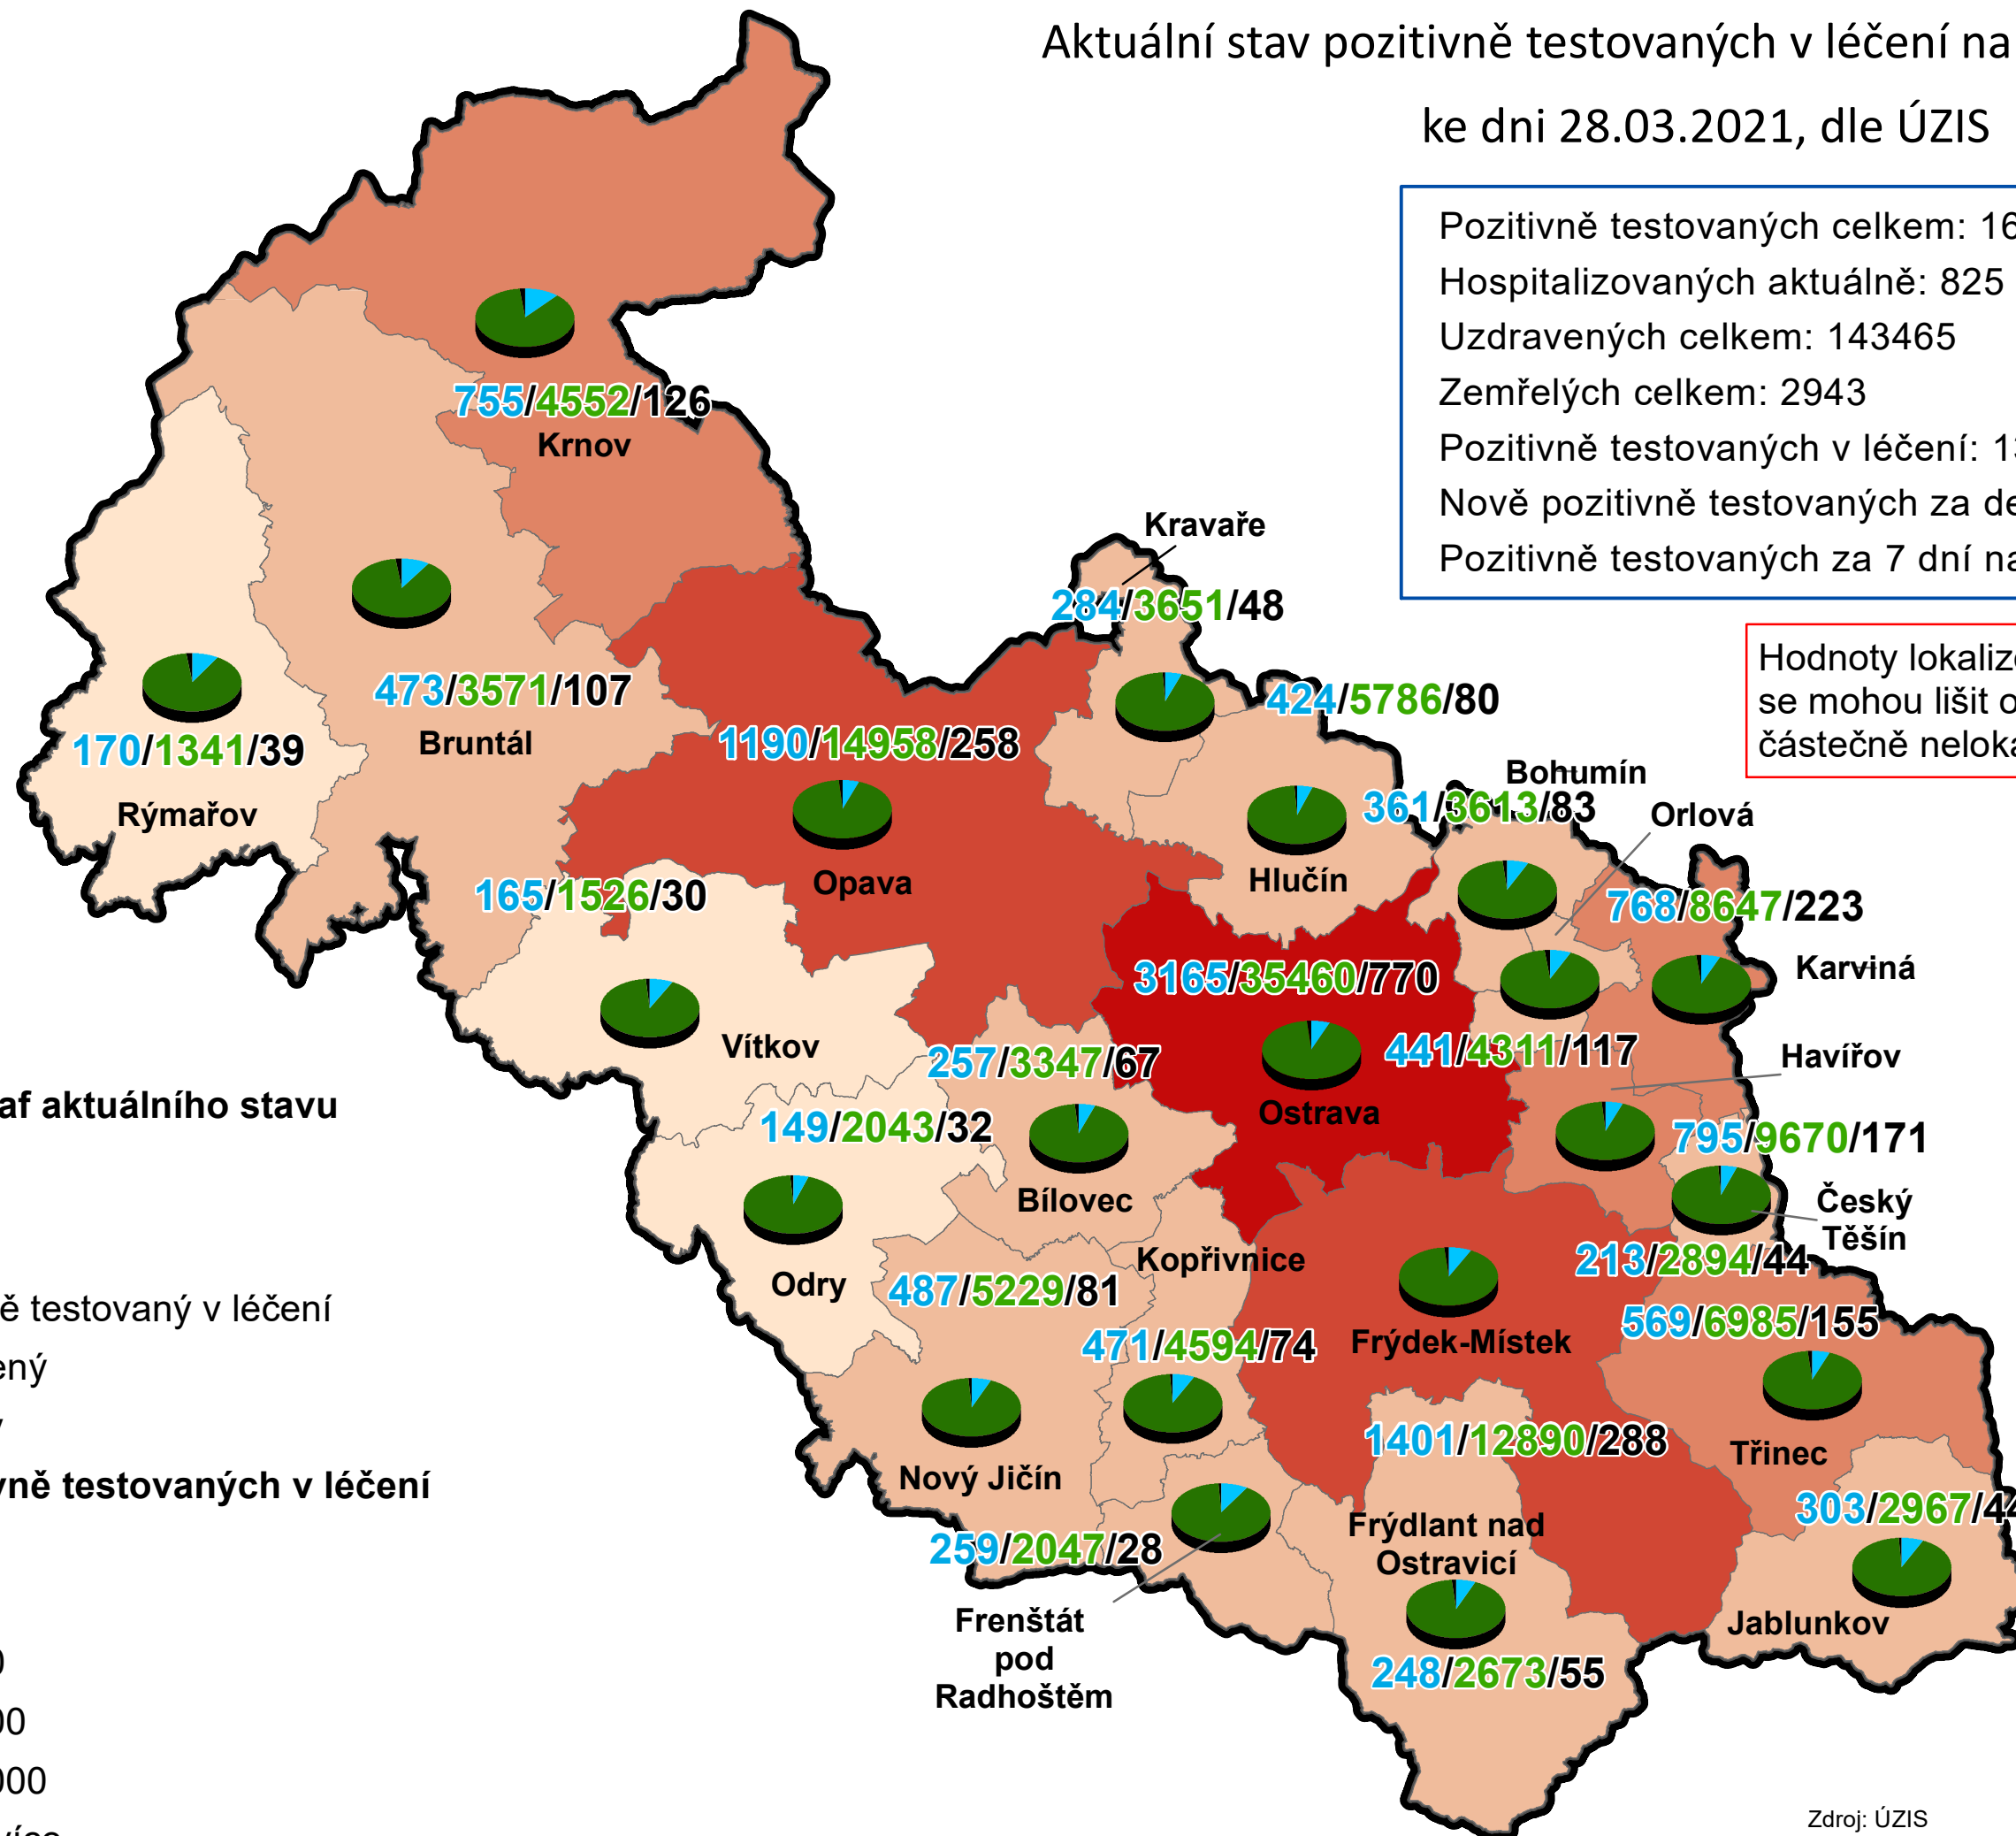 Aktuální stav pozitivně testovaných v léčení na
ke dni 28.03.2021, dle ÚZIS
Pozitivně testovaných celkem: 16
Hospitalizovaných aktuálně: 825
Uzdravených celkem: 143465
Zemřelých celkem: 2943
Pozitivně testovaných v léčení: 13
Nově pozitivně testovaných za de
Pozitivně testovaných za 7 dní na
Hodnoty lokaliz
se mohou lišit o
částečně neloka
755/4552/126
Krnov
Kravaře
284/3651/48
473/3571/107
Bruntál
170/1341/39
Rýmařov
1190/14958/258
Opava
424/5786/80
Hlučín
Bohumín
361/3613/83
Orlová
768/8647/223
Karviná
165/1526/30
Vítkov
3165/35460/770
Ostrava
441/4311/117
Havířov
257/3347/67
Bílovec
795/9670/171
Český
Těšín
213/2894/44
149/2043/32
Odry
487/5229/81
Nový Jičín
Kopřivnice
471/4594/74
Frýdek-Místek
1401/12890/288
569/6985/155
Třinec
303/2967/44
Jablunkov
259/2047/28
Frenštát
pod
Radhoštěm
Frýdlant nad
Ostravicí
248/2673/55
af aktuálního stavu
ě testovaný v léčení
ený
vně testovaných v léčení
0
00
000
Zdroj: ÚZIS